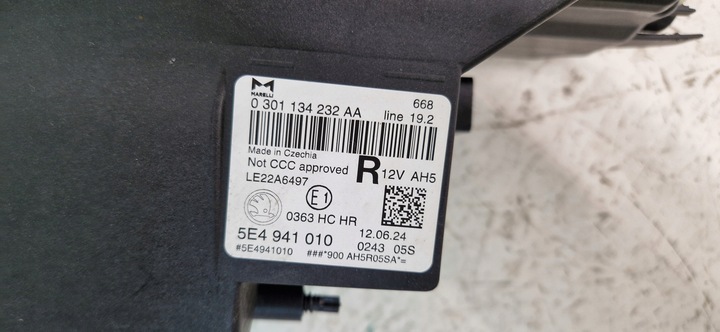 MARELLI
0 301 134 232 AA 668
line 19.2
Made in Czechia
Not CCC approved R 12V AH5
LE22A6497
E1
0363 HC HR
5E4 941 010 12.06.24
0243 05S
#5E4941010 ###*900 AH5R05SA*=